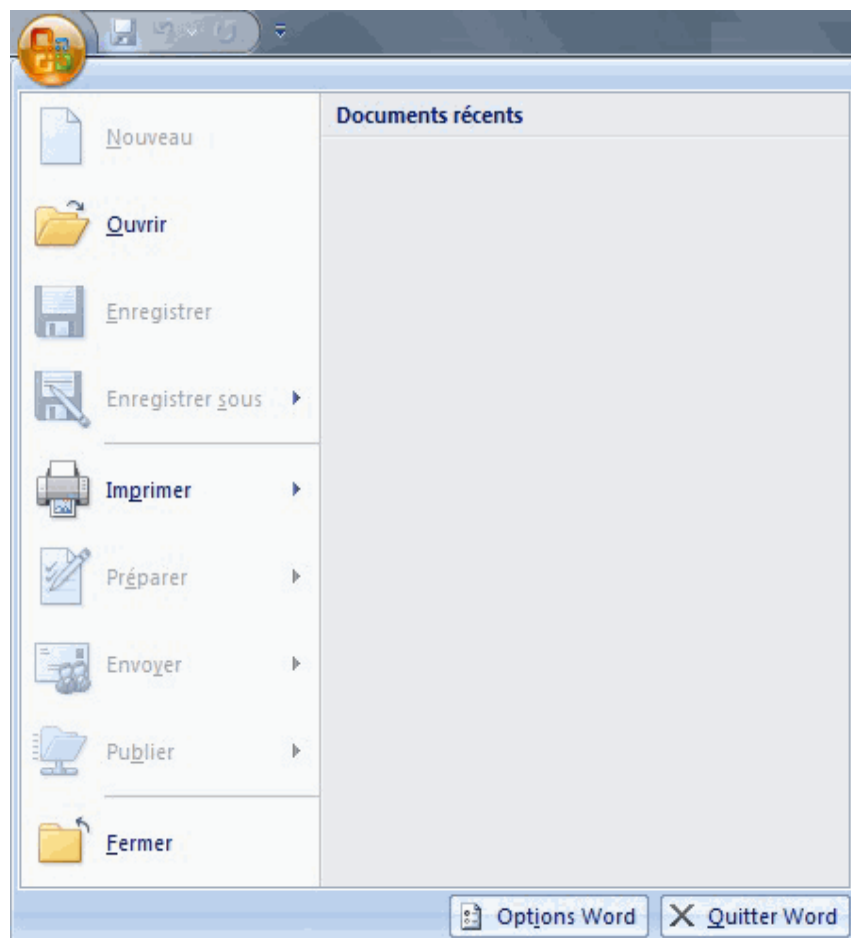 Documents récents
Nouveau
Ouvrir
Enregistrer
Enregistrer sous
Imprimer
Préparer
Envoyer
Publier
Fermer
Options Word
Quitter Word